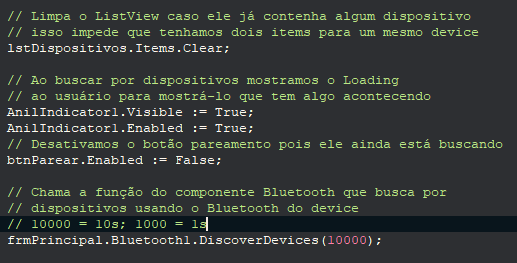 // Limpa o ListView caso ele já contenha algum dispositivo
// isso impede que tenhamos dois items para um mesmo device
lstDispositivos.Items.Clear;
// Ao buscar por dispositivos mostramos o Loading
// ao usuário para mostrá-lo que tem algo acontecendo
AniIndicator1.Visible := True;
AniIndicator1.Enabled := True;
// Desativamos o botão pareamento pois ele ainda está buscando
btnParear.Enabled := False;
// Chama a função do componente Bluetooth que busca por
// dispositivos usando o Bluetooth do device
// 10000 = 10s; 1000 = 1s
frmPrincipal.Bluetooth1.DiscoverDevices(10000);